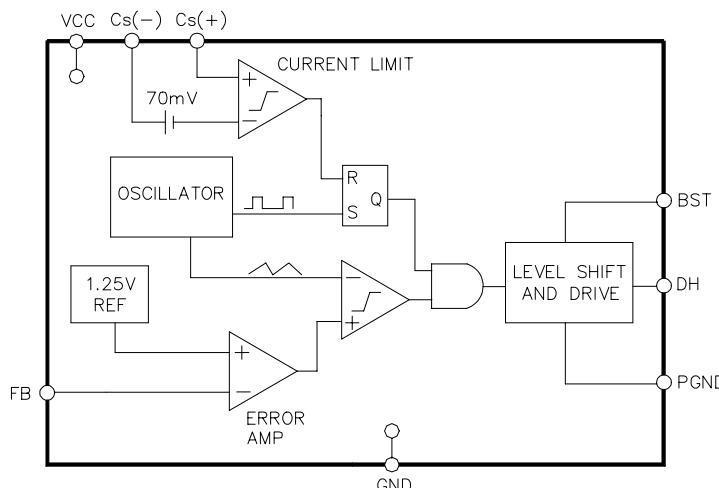 VCC Cs(-) Cs(+)
CURRENT LIMIT
70mV
+
-
OSCILLATOR
R
S
Q
BST
1.25V
REF
-
+
LEVEL SHIFT
AND DRIVE
DH
+
-
FB
PGND
ERROR
AMP
GND